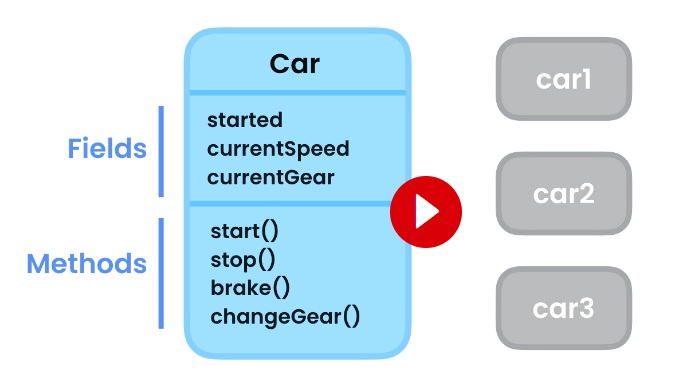 Car
Fields
started
currentSpeed
currentGear
Methods
start()
stop()
brake()
changeGear()
car1
car2
car3